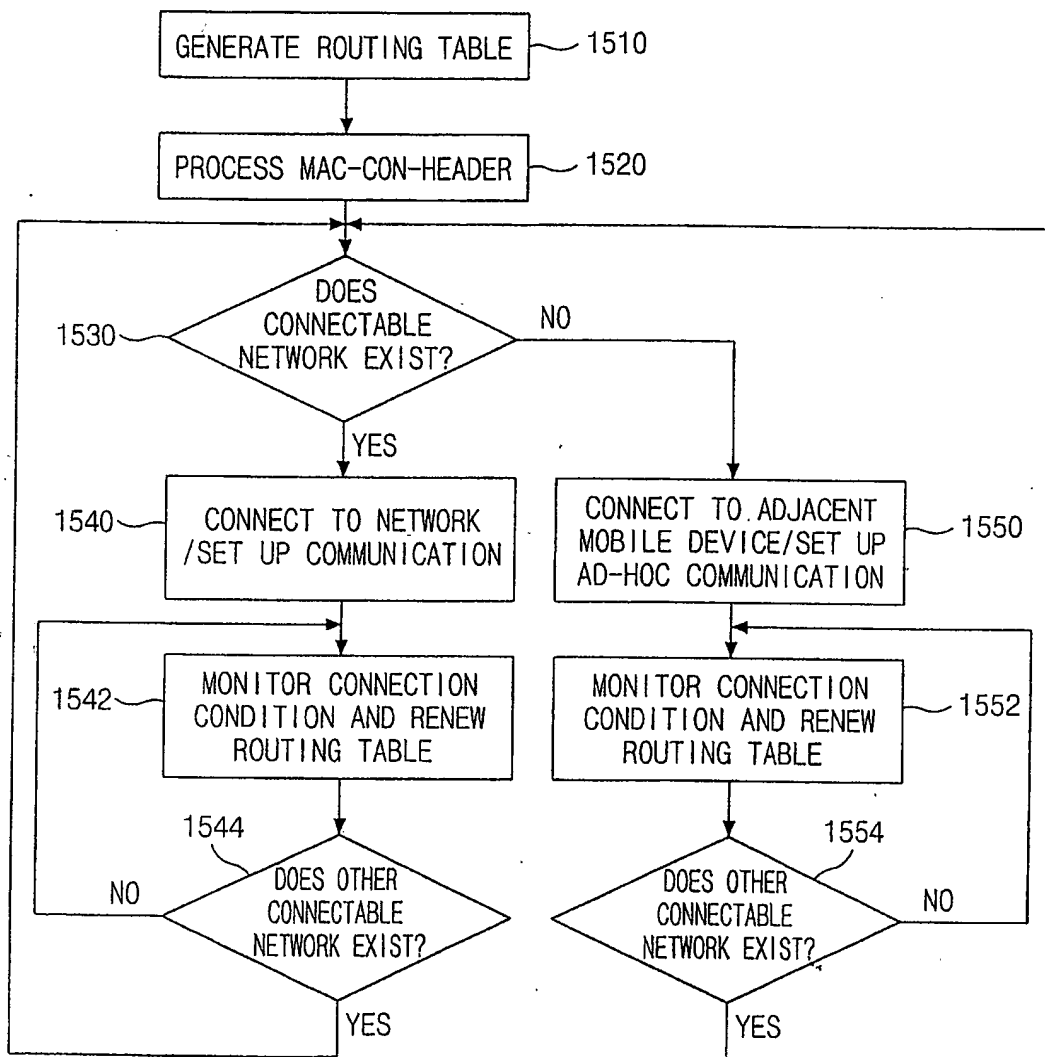 GENERATE ROUTING TABLE
1510
PROCESS MAC-CON-HEADER
1520
DOES
CONNECTABLE
NETWORK EXIST?
1530
NO
YES
1540
CONNECT TO NETWORK
/SET UP COMMUNICATION
CONNECT TO ADJACENT
MOBILE DEVICE/SET UP
AD-HOC COMMUNICATION
1550
1542
MONITOR CONNECTION
CONDITION AND RENEW
ROUTING TABLE
MONITOR CONNECTION
CONDITION AND RENEW
ROUTING TABLE
1552
1544
DOES OTHER
CONNECTABLE
NETWORK EXIST?
NO
YES
1554
DOES OTHER
CONNECTABLE
NETWORK EXIST?
NO
YES